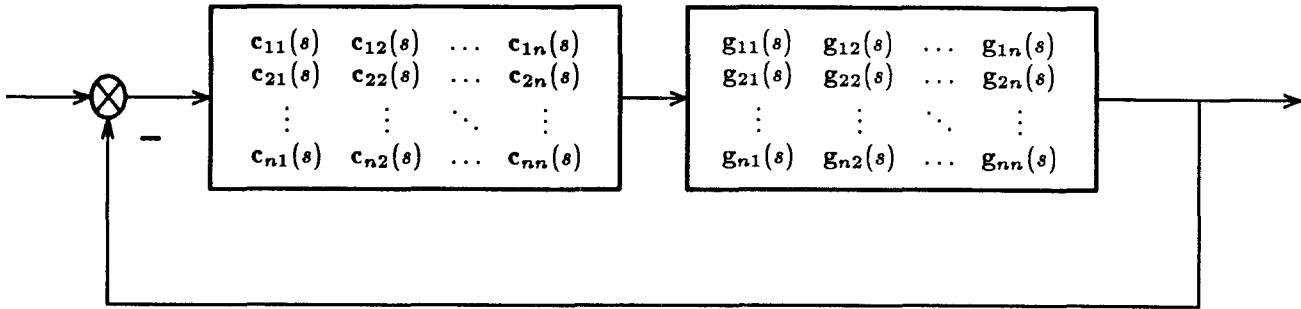 c₁₁(s) c₁₂(s) … c₁ₙ(s)
c₂₁(s) c₂₂(s) … c₂ₙ(s)
⋮ ⋮ ⋱ ⋮
cₙ₁(s) cₙ₂(s) … cₙₙ(s)
g₁₁(s) g₁₂(s) … g₁ₙ(s)
g₂₁(s) g₂₂(s) … g₂ₙ(s)
⋮ ⋮ ⋱ ⋮
gₙ₁(s) gₙ₂(s) … gₙₙ(s)
−